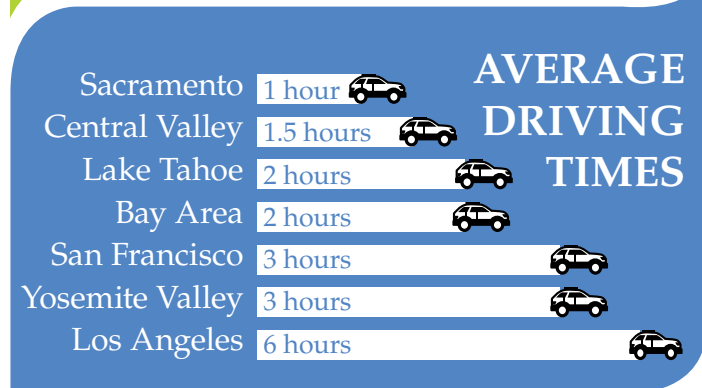 AVERAGE
DRIVING
TIMES
Sacramento 1 hour
Central Valley 1.5 hours
Lake Tahoe 2 hours
Bay Area 2 hours
San Francisco 3 hours
Yosemite Valley 3 hours
Los Angeles 6 hours